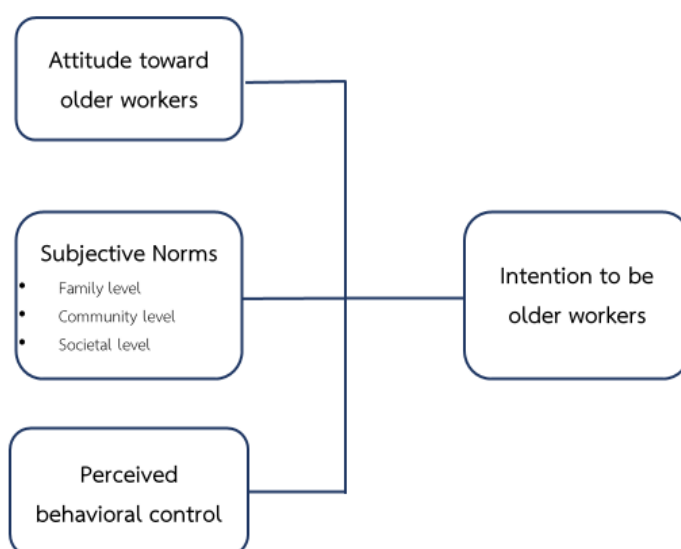 Attitude toward
older workers
Subjective Norms
• Family level
• Community level
• Societal level
Intention to be
older workers
Perceived
behavioral control